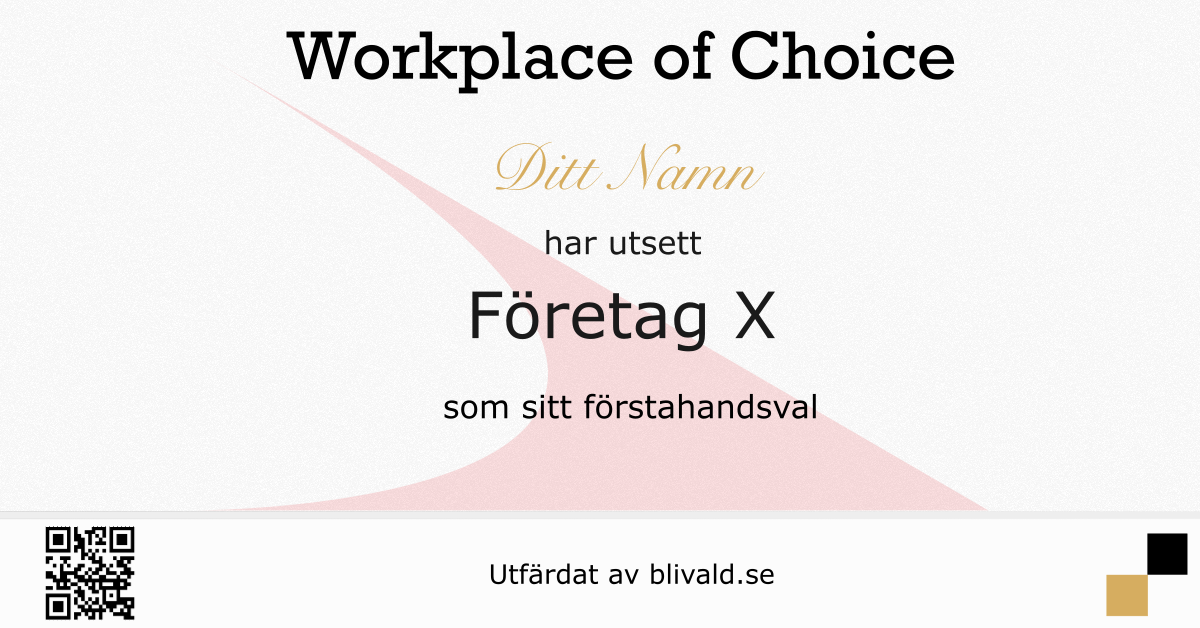 Workplace of Choice
Ditt Namn
har utsett
Företag X
som sitt förstahandsval
Utfärdat av blivald.se